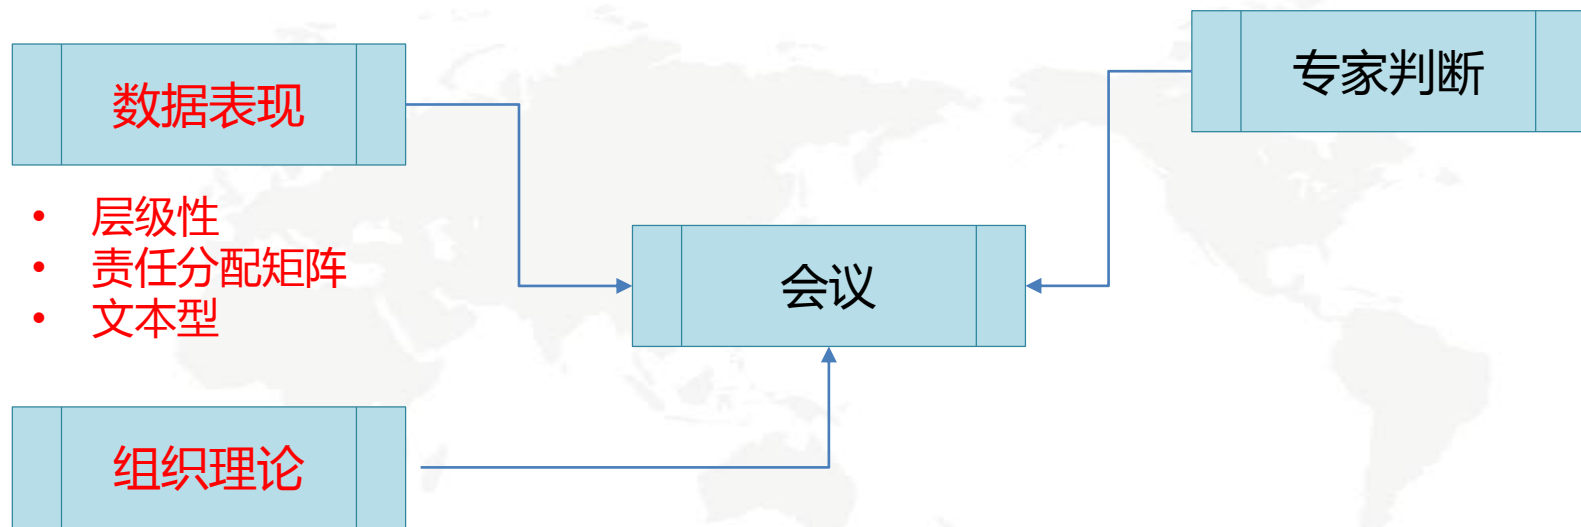 数据表现
• 层级性
• 责任分配矩阵
• 文本型
组织理论
会议
专家判断